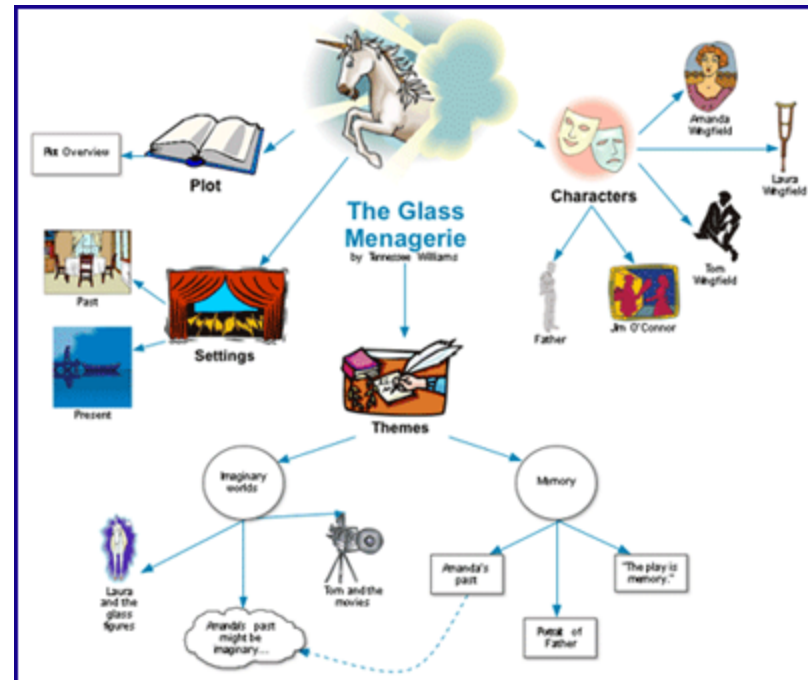 Plot Overview
Plot
The Glass
Menagerie
by Tennessee Williams
Characters
Amanda
Wingfield
Laura
Wingfield
Tom
Wingfield
Father
Jim O'Connor
Past
Present
Settings
Themes
Imaginary
worlds
Memory
Laura
and the
glass
figures
Tom and the
movies
Amanda's past
might be
imaginary...
Amanda's
past
"The play is
memory."
Portrait of
Father